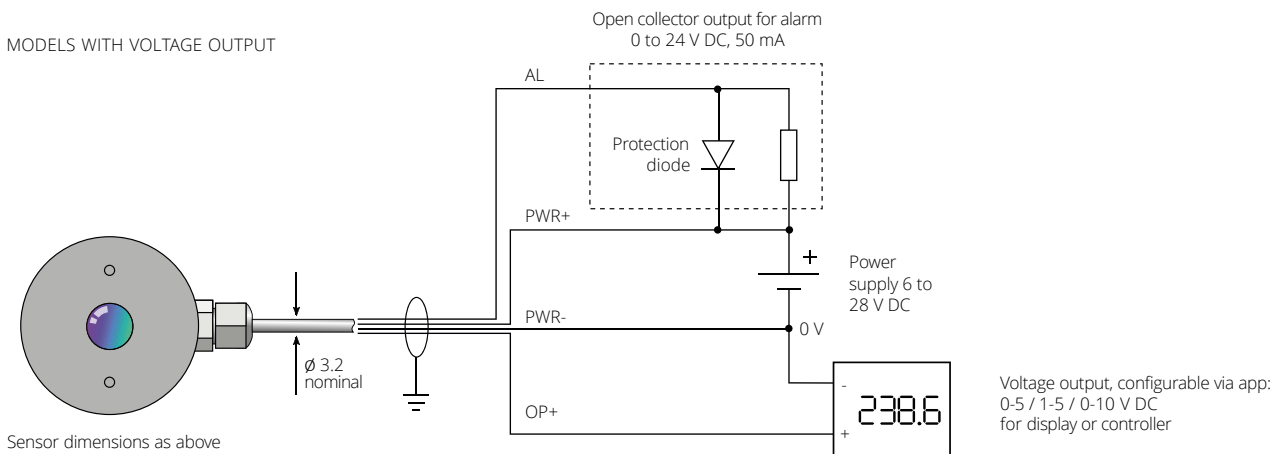 Open collector output for alarm
0 to 24 V DC, 50 mA
MODELS WITH VOLTAGE OUTPUT
AL
Protection
diode
PWR+
+
Power
supply 6 to
28 V DC
PWR-
0 V
Ø 3.2
nominal
-
238.6
+
OP+
Voltage output, configurable via app:
0-5 / 1-5 / 0-10 V DC
for display or controller
Sensor dimensions as above